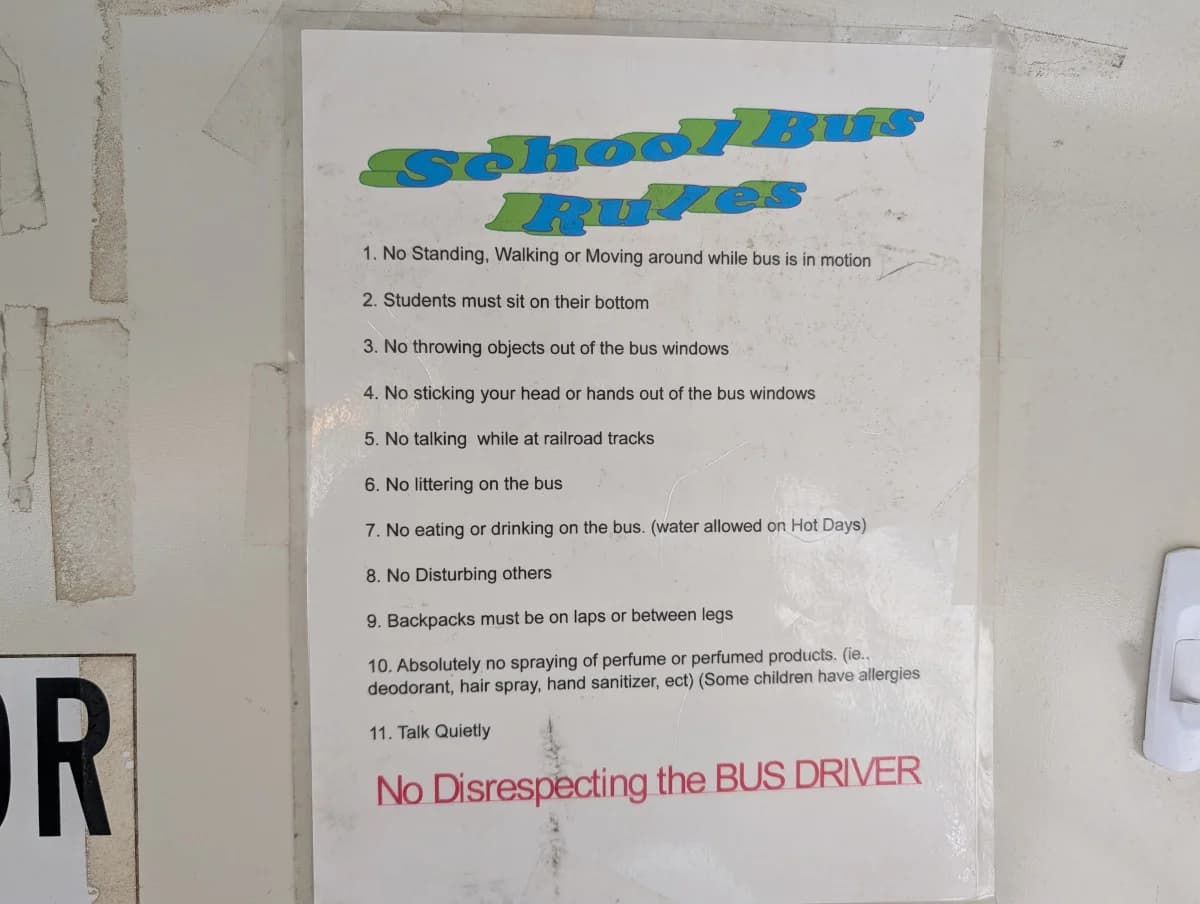 School Bus
Rules
1. No Standing, Walking or Moving around while bus is in motion
2. Students must sit on their bottom
3. No throwing objects out of the bus windows
4. No sticking your head or hands out of the bus windows
5. No talking  while at railroad tracks
6. No littering on the bus
7. No eating or drinking on the bus. (water allowed on Hot Days)
8. No Disturbing others
9. Backpacks must be on laps or between legs
10. Absolutely no spraying of perfume or perfumed products. (ie..
deodorant, hair spray, hand sanitizer, ect) (Some children have allergies
11. Talk Quietly
No Disrespecting the BUS DRIVER
OR